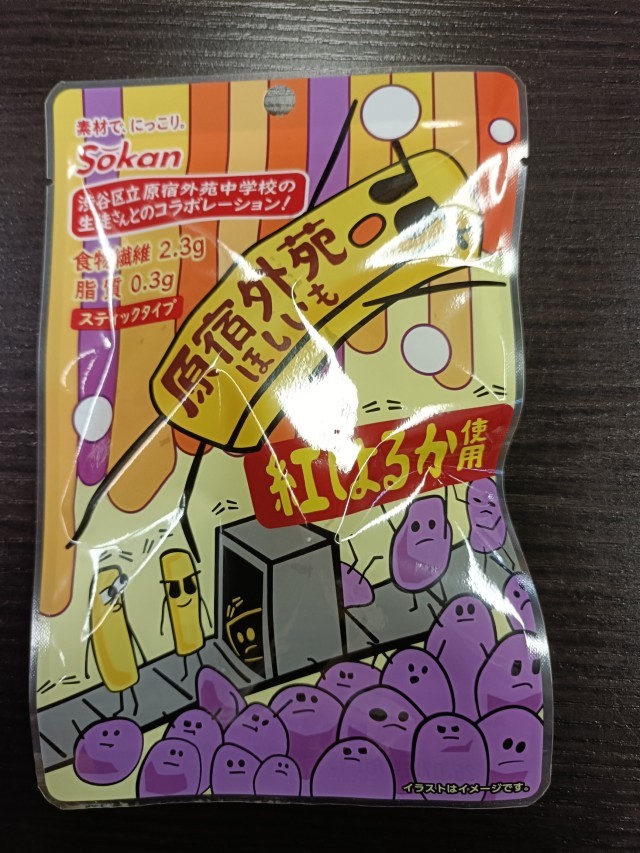 素材で、にっこり。
Sokan
渋谷区立原宿外苑中学校の
生徒さんとのコラボレーション!
食物繊維 2.3g
脂質 0.3g
スティックタイプ
原宿外苑
ほしいも
紅はるか使用
イラストはイメージです。